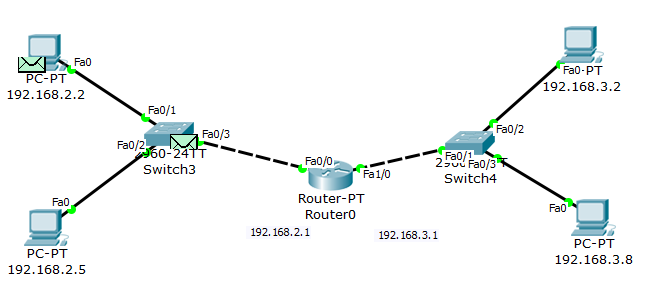 Fa0
PC-PT
192.168.2.2
Fa0/1
Fa0/2
Fa0/3
2960-24TT
Switch3
Fa0
PC-PT
192.168.2.5
Fa0/0
Fa1/0
Router-PT
Router0
192.168.2.1
192.168.3.1
Fa0/2
Fa0/1
Fa0/3
TT
Switch4
Fa0
PT
192.168.3.2
Fa0
PC-PT
192.168.3.8